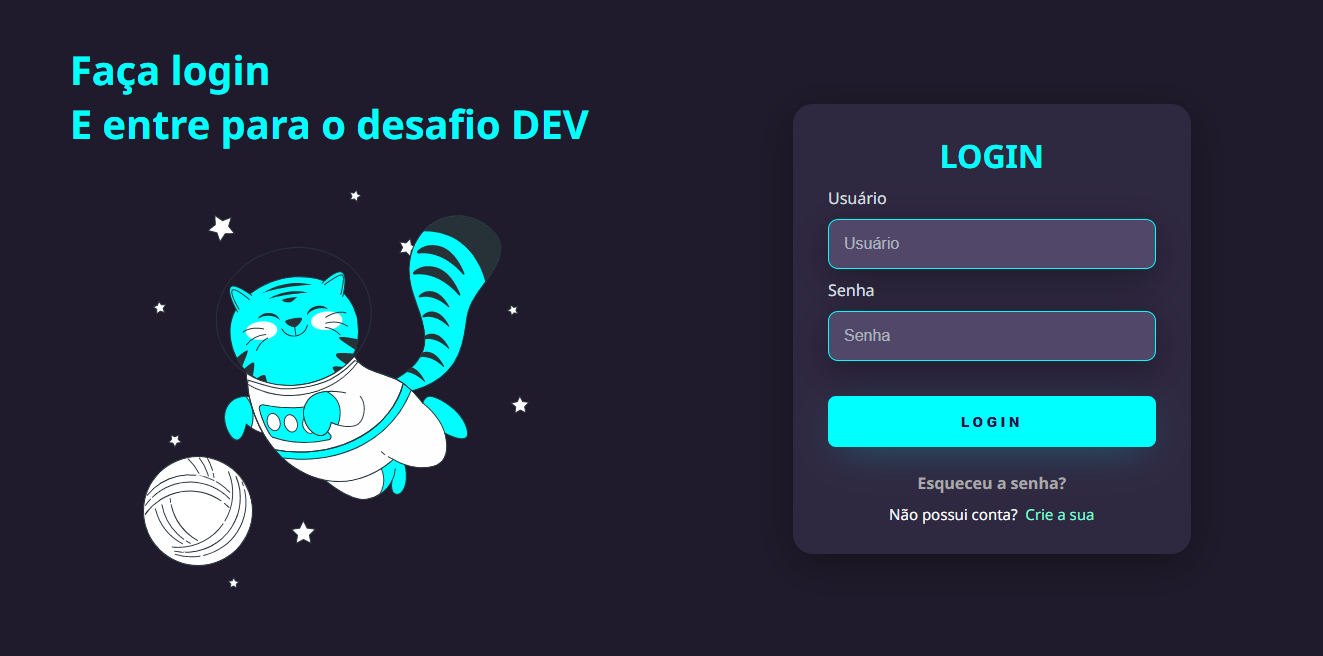 Faça login
E entre para o desafio DEV
LOGIN
Usuário
Usuário
Senha
Senha
LOGIN
Esqueceu a senha?
Não possui conta? Crie a sua